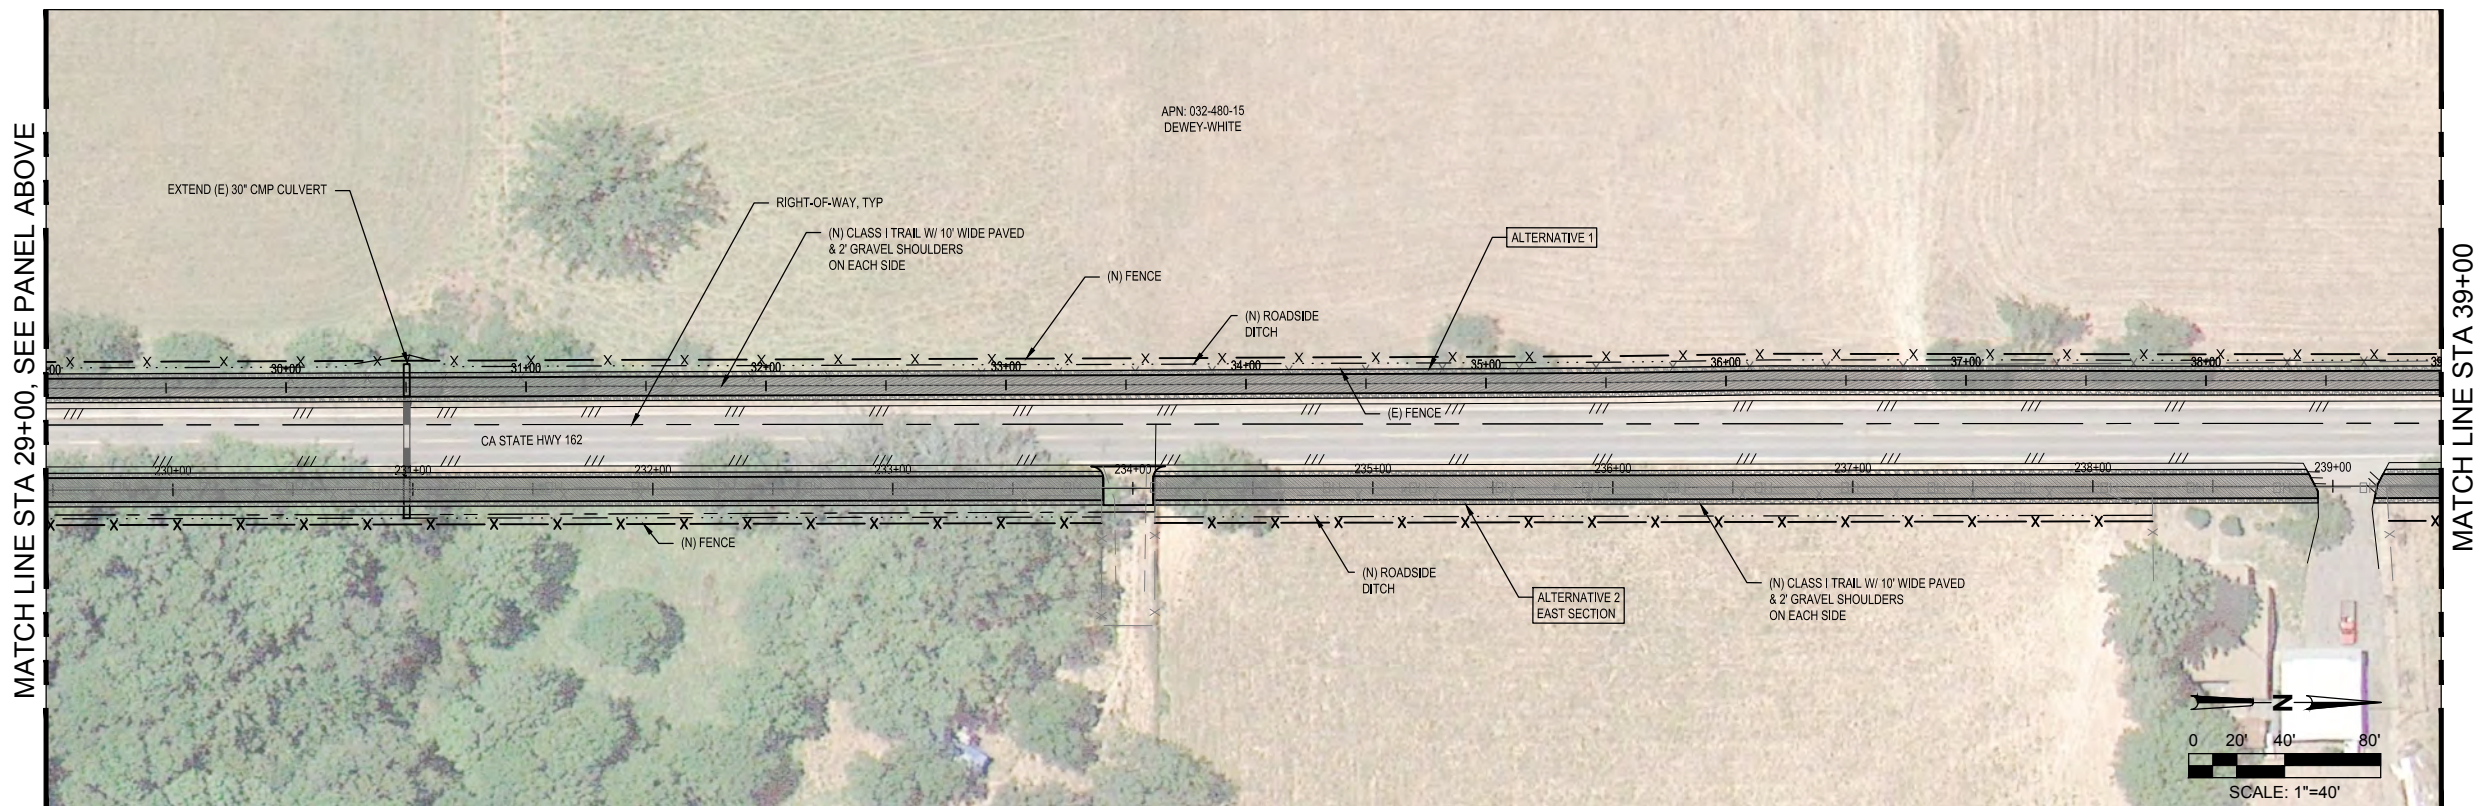 MATCH LINE STA 29+00, SEE PANEL ABOVE
APN: 032-480-15
DEWEY-WHITE
EXTEND (E) 30" CMP CULVERT
RIGHT-OF-WAY, TYP
(N) CLASS I TRAIL W/ 10' WIDE PAVED
& 2' GRAVEL SHOULDERS
ON EACH SIDE
(N) FENCE
(N) ROADSIDE
DITCH
ALTERNATIVE 1
30+00 31+00 32+00 33+00 34+00 35+00 36+00 37+00 38+00
(E) FENCE
CA STATE HWY 162
230+00 231+00 232+00 233+00 234+00 235+00 236+00 237+00 238+00 239+00
(N) FENCE
(N) ROADSIDE
DITCH
ALTERNATIVE 2
EAST SECTION
(N) CLASS I TRAIL W/ 10' WIDE PAVED
& 2' GRAVEL SHOULDERS
ON EACH SIDE
N
0 20' 40' 80'
SCALE: 1"=40'
MATCH LINE STA 39+00